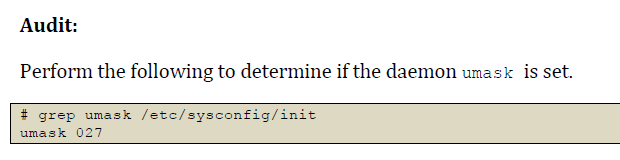 Audit:
Perform the following to determine if the daemon umask is set.
# grep umask /etc/sysconfig/init
umask 027